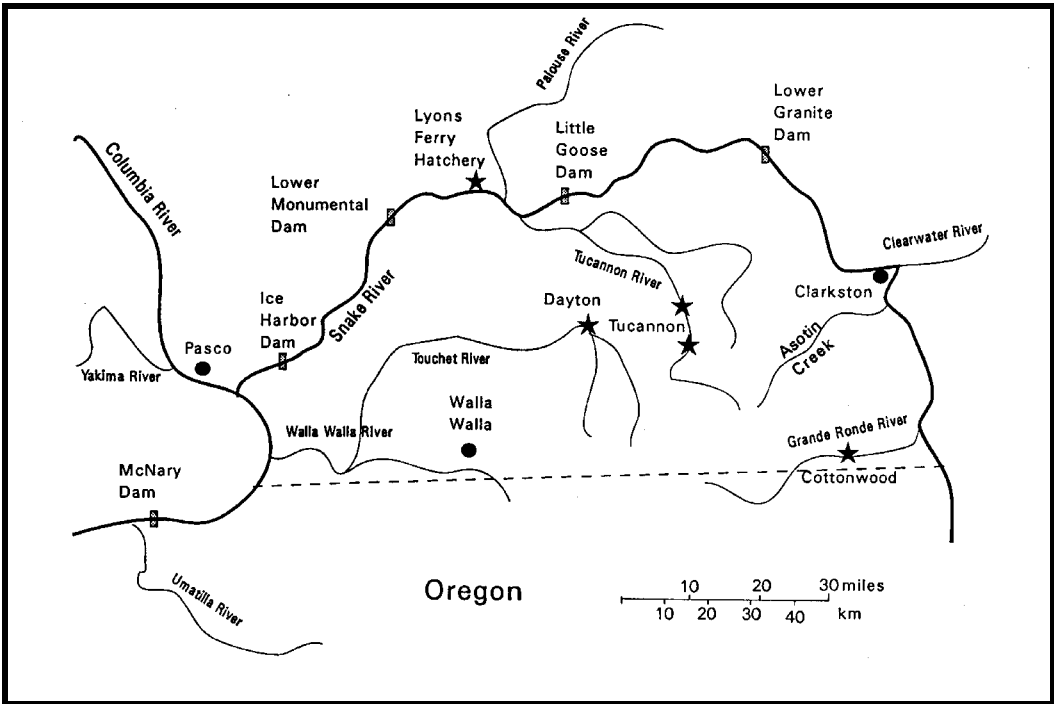 Palouse River
Lower
Granite
Dam
Lyons
Ferry
Hatchery
Little
Goose
Dam
Columbia River
Lower
Monumental
Dam
Clearwater River
Tucannon River
Clarkston
Snake River
Ice
Harbor
Dam
Dayton
Tucannon
Asotin
Creek
Pasco
Touchet River
Yakima River
Walla
Walla
Walla Walla River
Grande Ronde River
McNary
Dam
Cottonwood
Umatilla River
Oregon
10 20 30 miles
10 20 30 40 km